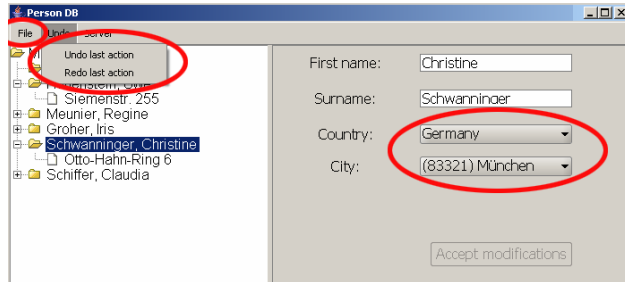 Person DB
File Undo Server
Undo last action
Redo last action
Siemenstr. 255
Meunier, Regine
Groher, Iris
Schwanninger, Christine
Otto-Hahn-Ring 6
Schiffer, Claudia
First name: Christine
Surname: Schwanninger
Country: Germany
City: (83321) München
Accept modifications